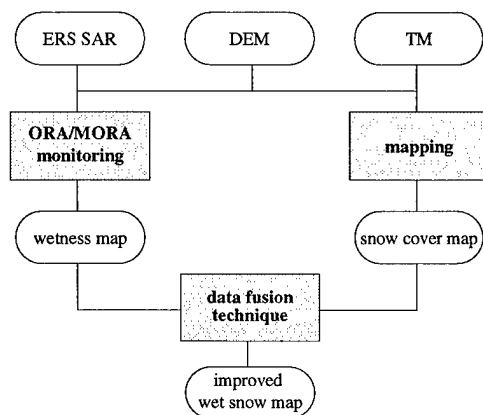 ERS SAR
DEM
TM
ORA/MORA
monitoring
mapping
wetness map
snow cover map
data fusion
technique
improved
wet snow map